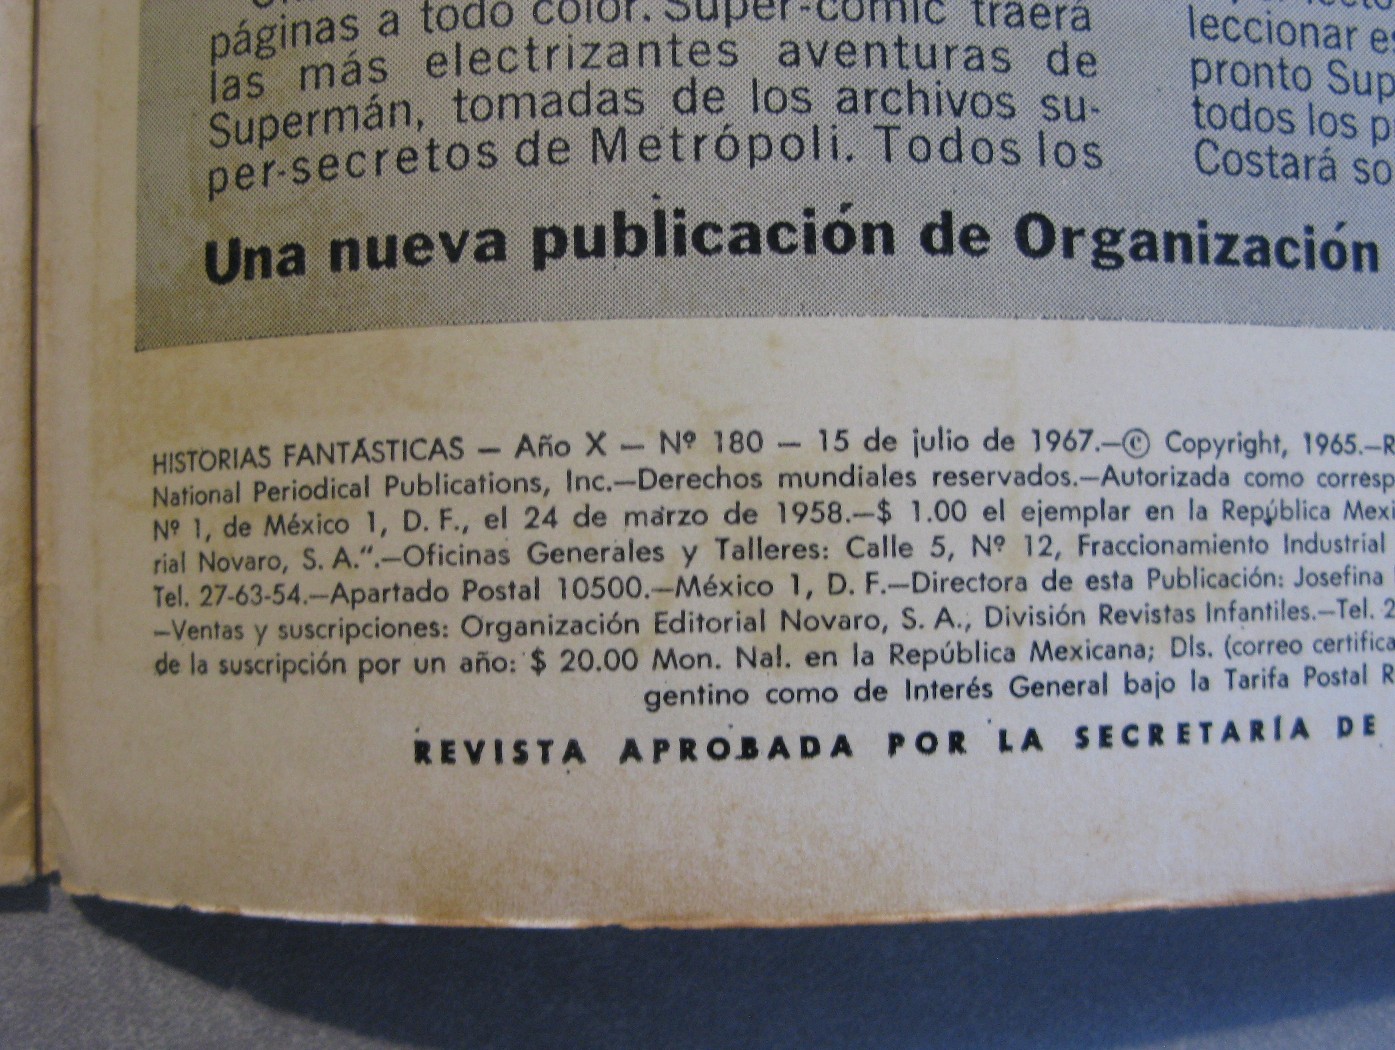 páginas a todo color. Super-comic traerá
las más electrizantes aventuras de
Supermán, tomadas de los archivos su-
per-secretos de Metrópoli. Todos los
leccionar
pronto
todos los
Costará
Una nueva publicación de Organización
HISTORIAS FANTÁSTICAS — Año X — Nº 180 — 15 de julio de 1967.—© Copyright, 1965.—
National Periodical Publications, Inc.—Derechos mundiales reservados.—Autorizada como
Nº 1, de México 1, D. F., el 24 de marzo de 1958.—$ 1.00 el ejemplar en la República
rial Novaro, S. A.“.—Oficinas Generales y Talleres: Calle 5, Nº 12, Fraccionamiento Industrial
Tel. 27-63-54.—Apartado Postal 10500.—México 1, D. F.—Directora de esta Publicación: Josefina
—Ventas y suscripciones: Organización Editorial Novaro, S. A., División Revistas Infantiles.—Tel.
de la suscripción por un año: $ 20.00 Mon. Nal. en la República Mexicana; Dls. (correo
gentino como de Interés General bajo la Tarifa Postal
REVISTA APROBADA POR LA SECRETARÍA DE